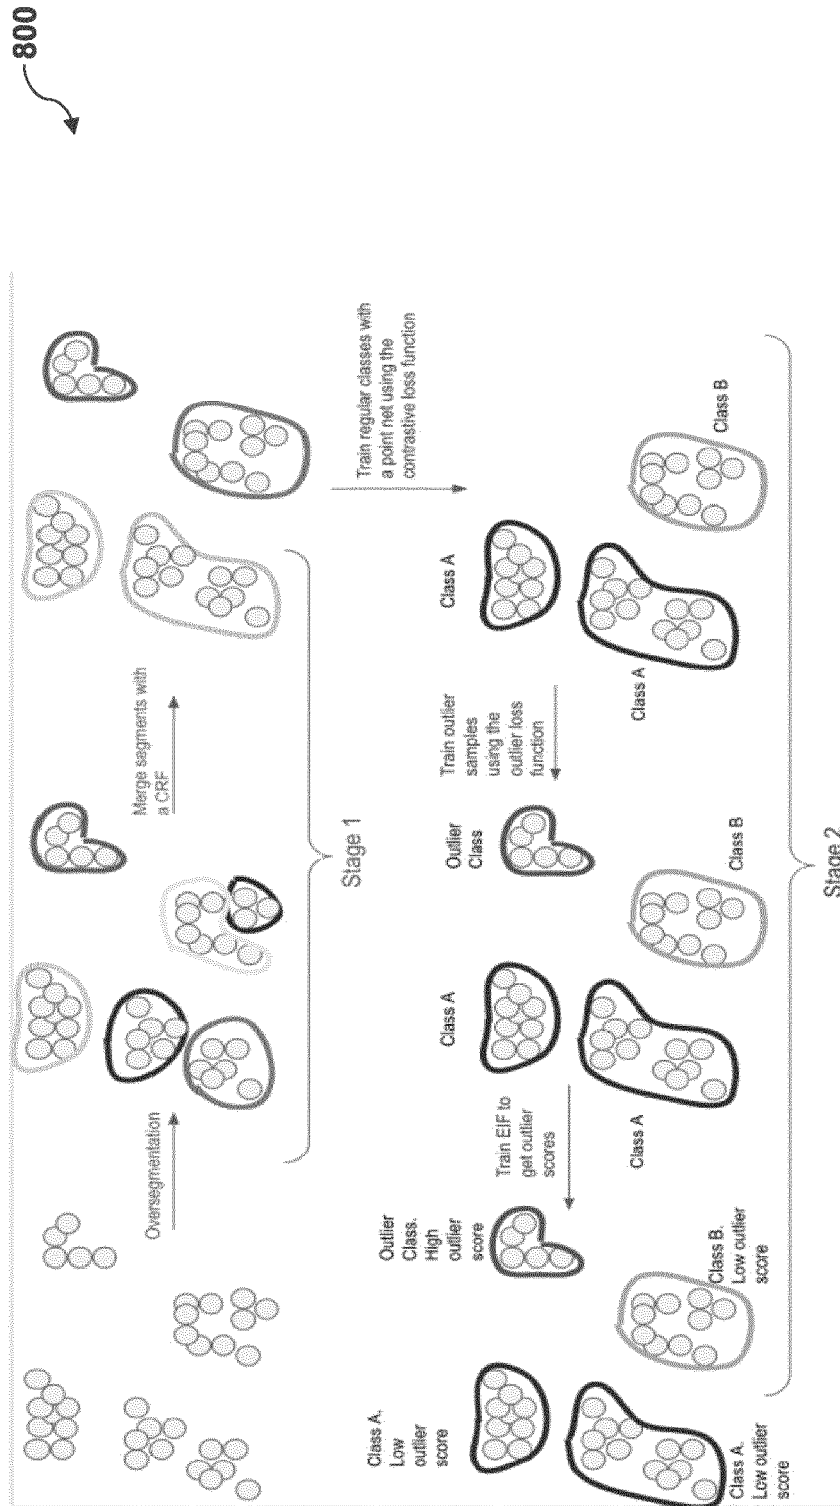 800
Oversegmentation
Merge sagments with
a CRF
Stage 1
Train regular classes with
a point net using the
contrastive loss function
Class A
Class A
Class B
Train outlier
samples
using the
outlier loss
function
Outlier
Class
Class A
Class A
Class B
Train EIF to
get outlier
scores
Outlier
Class.
High
outlier
score
Class A.
Low
outlier
score
Class A.
Low outlier
score
Class B.
Low outlier
score
Stage 2